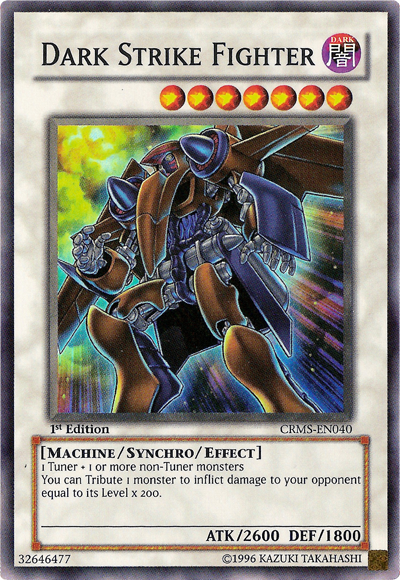 DARK STRIKE FIGHTER
DARK
闇
1st Edition
CRMS-EN040
[MACHINE/SYNCHRO/EFFECT]
1 Tuner + 1 or more non-Tuner monsters
You can Tribute 1 monster to inflict damage to your opponent
equal to its Level x 200.
ATK/2600 DEF/1800
32646477
©1996 KAZUKI TAKAHASHI